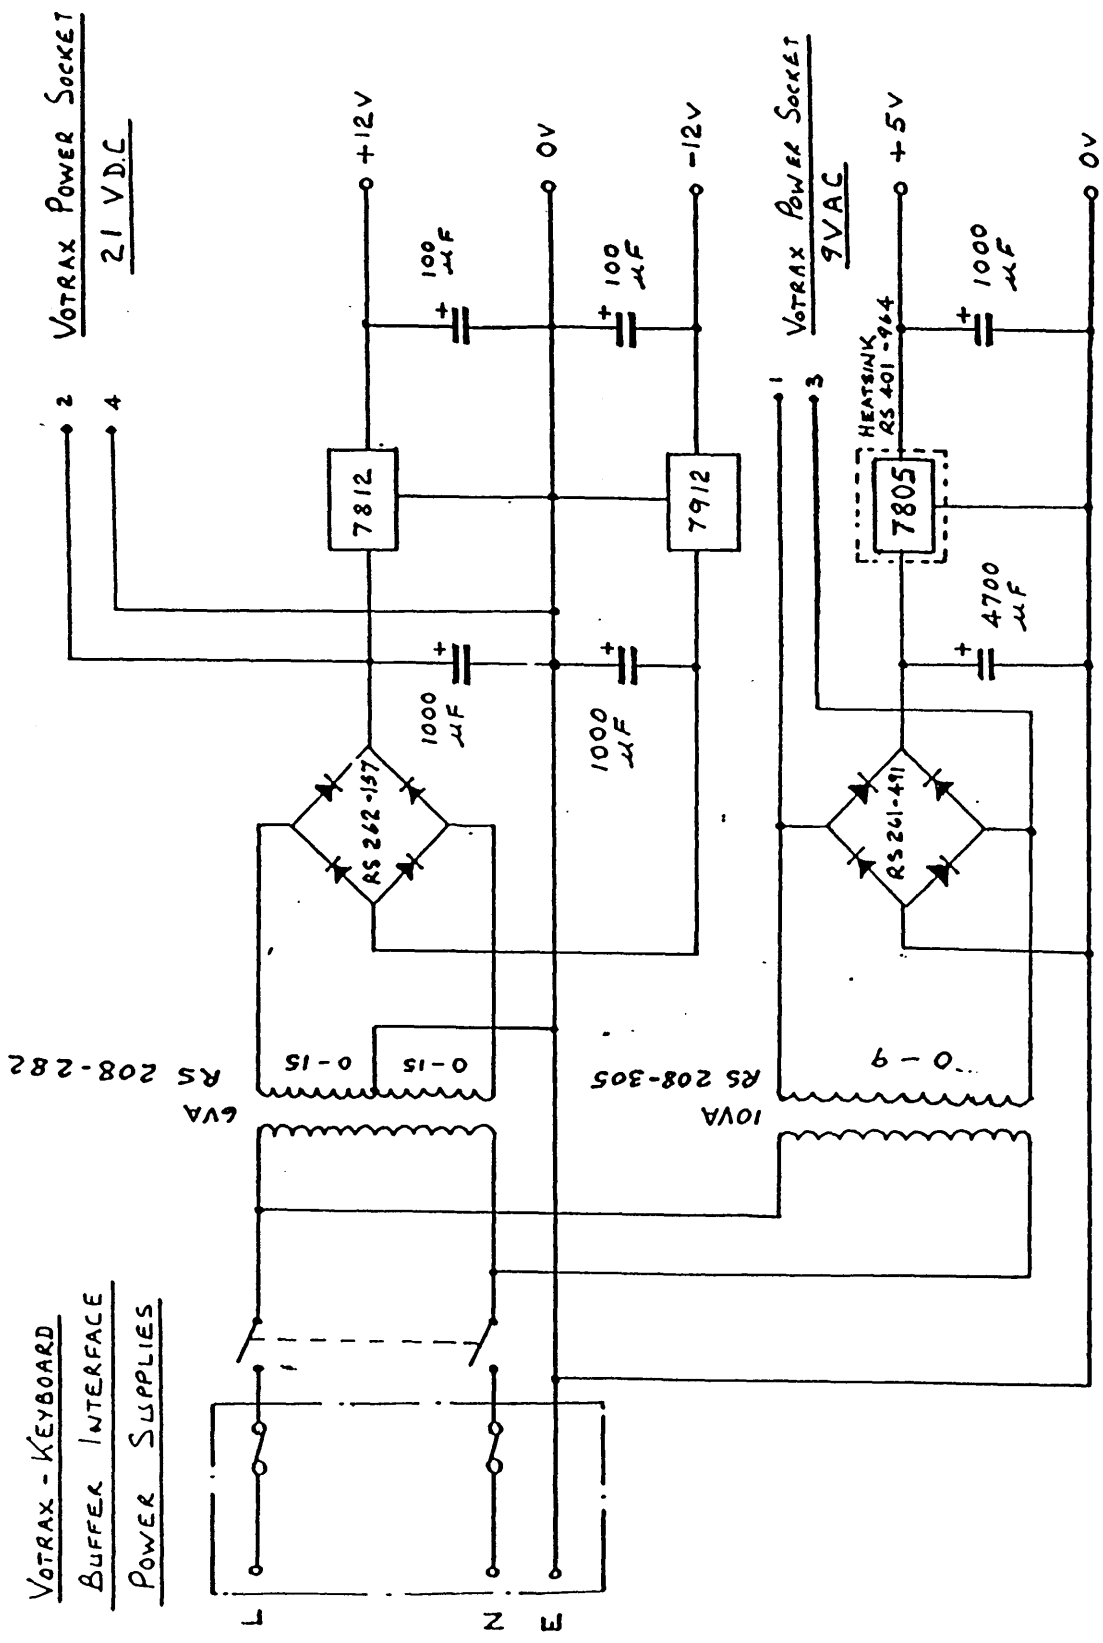 VOTRAX - KEYBOARD
BUFFER INTERFACE
POWER SUPPLIES
VOTRAX POWER SOCKET
21 V D.C
2
4
L
N
E
6VA
RS 208-282
0-15
0-15
RS 262-157
1000
µF
1000
µF
7812
7912
100
µF
100
µF
+12V
0V
-12V
VOTRAX POWER SOCKET
9VAC
1
3
10VA
RS 208-305
0-9
RS 261-491
4700
µF
7805
HEATSINK
RS 401-964
1000
µF
+5V
0V
+
+
+
+
+
+